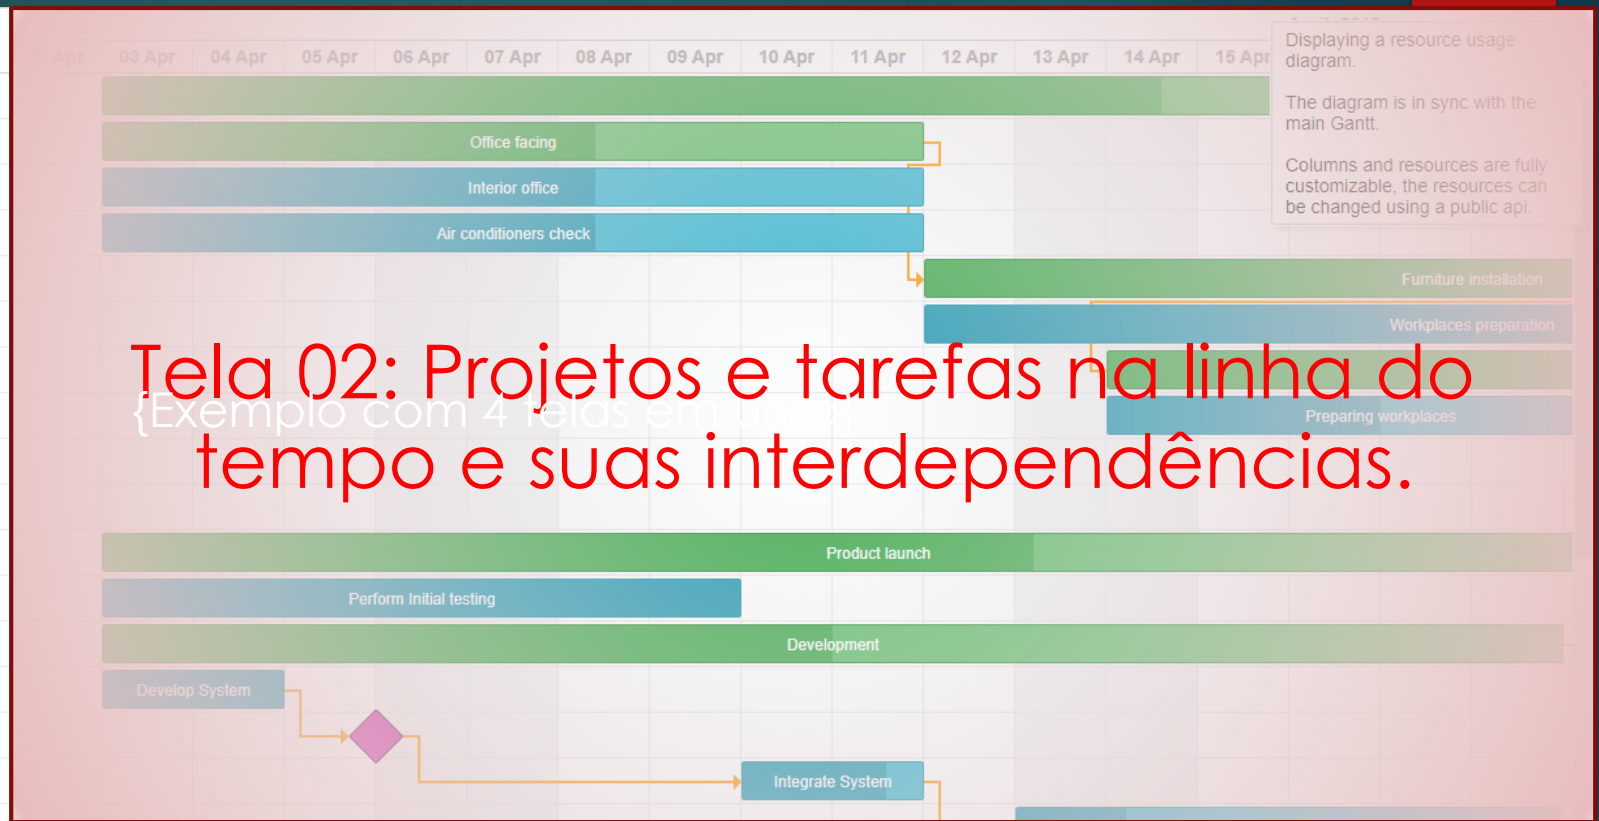 02 Apr 03 Apr 04 Apr 05 Apr 06 Apr 07 Apr 08 Apr 09 Apr 10 Apr 11 Apr 12 Apr 13 Apr 14 Apr 15 Apr
Displaying a resource usage
diagram.
The diagram is in sync with the
main Gantt.
Columns and resources are fully
customizable, the resources can
be changed using a public api.
Office facing
Interior office
Air conditioners check
Furniture installation
Workplaces preparation
Tela 02: Projetos e tarefas na linha do
tempo e suas interdependências.
{Exemplo com 4 telas em uma}
Preparing workplaces
Product launch
Perform Initial testing
Development
Develop System
Integrate System